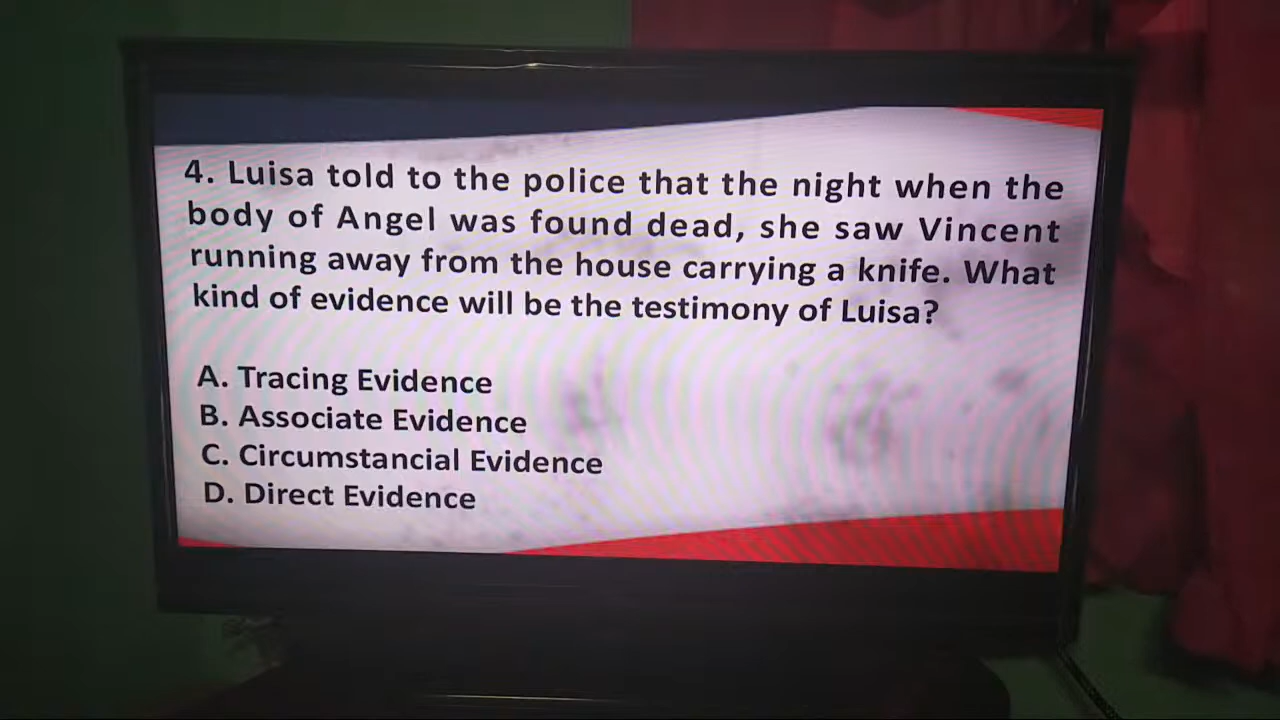 4. Luisa told to the police that the night when the
body of Angel was found dead, she saw Vincent
running away from the house carrying a knife. What
kind of evidence will be the testimony of Luisa?
A. Tracing Evidence
B. Associate Evidence
C. Circumstancial Evidence
D. Direct Evidence